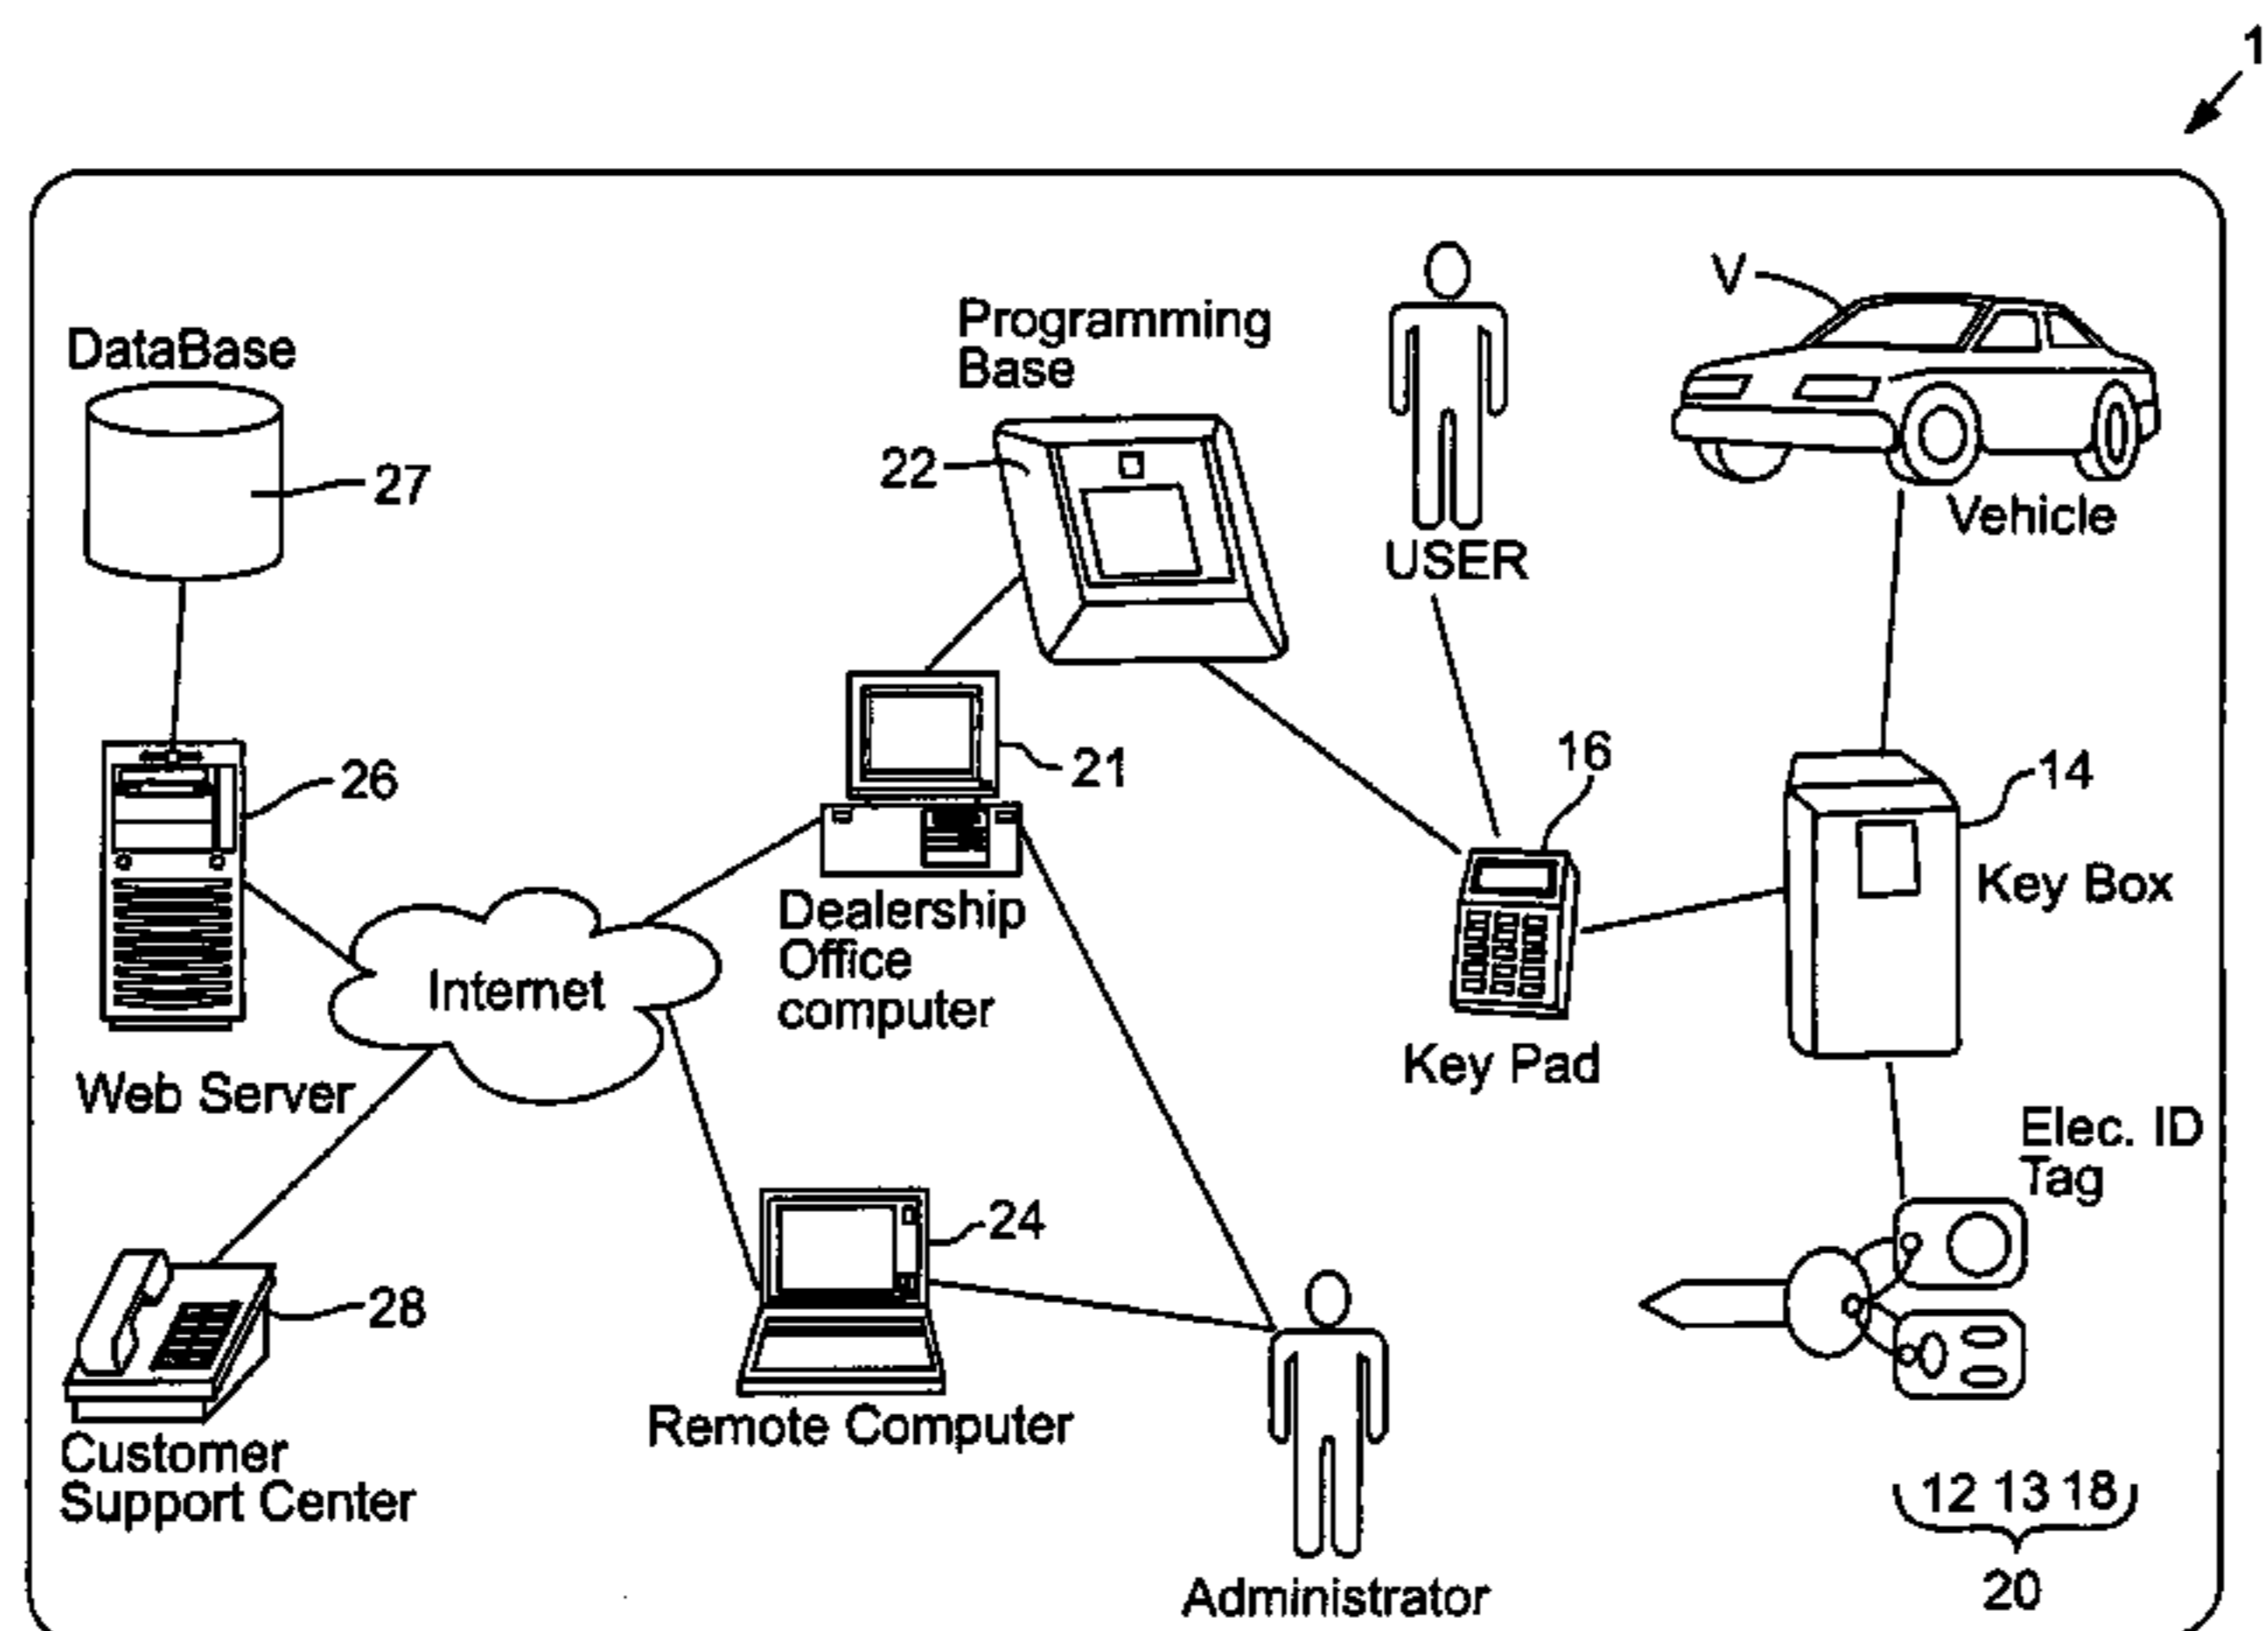 1
DataBase
27
Programming
Base
22
USER
V
Vehicle
26
Web Server
Internet
21
Dealership
Office
computer
16
Key Pad
14
Key Box
Elec. ID
Tag
28
Customer
Support Center
24
Remote Computer
Administrator
12 13 18
20